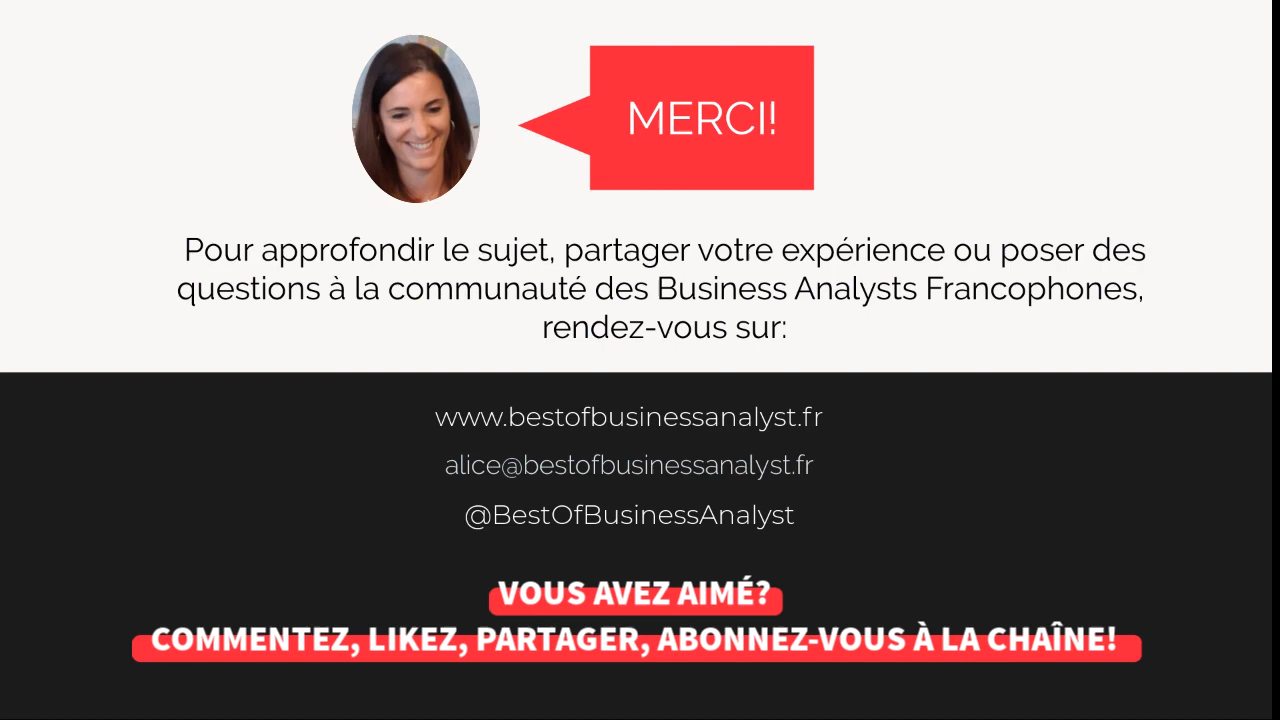 MERCI!
Pour approfondir le sujet, partager votre expérience ou poser des
questions à la communauté des Business Analysts Francophones,
rendez-vous sur:
www.bestofbusinessanalyst.fr
alice@bestofbusinessanalyst.fr
@BestOfBusinessAnalyst
VOUS AVEZ AIMÉ?
COMMENTEZ, LIKEZ, PARTAGER, ABONNEZ-VOUS À LA CHAÎNE!